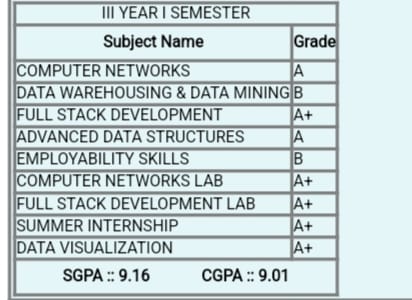 III YEAR I SEMESTER
Subject Name Grade
COMPUTER NETWORKS A
DATA WAREHOUSING & DATA MINING B
FULL STACK DEVELOPMENT A+
ADVANCED DATA STRUCTURES A
EMPLOYABILITY SKILLS B
COMPUTER NETWORKS LAB A+
FULL STACK DEVELOPMENT LAB A+
SUMMER INTERNSHIP A+
DATA VISUALIZATION A+
SGPA :: 9.16 CGPA :: 9.01